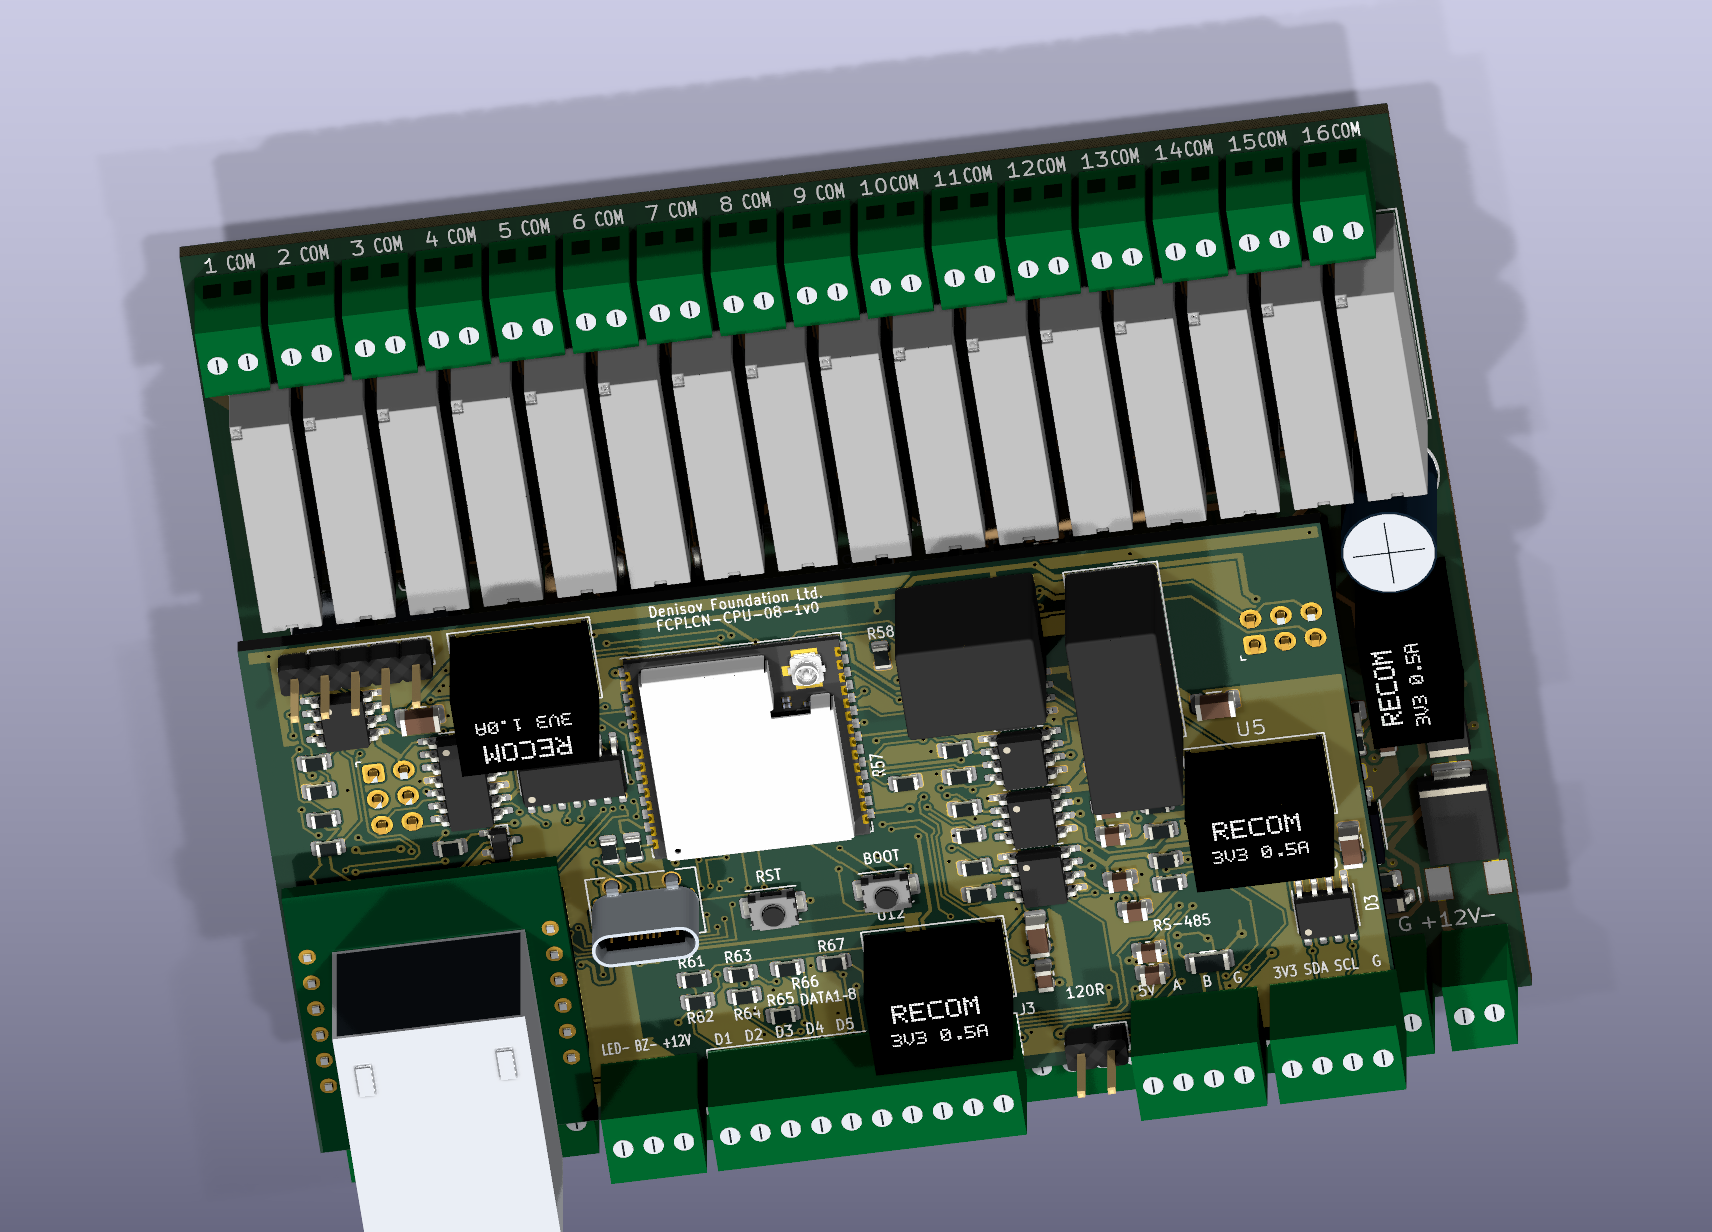 1 COM 2 COM 3 COM 4 COM 5 COM 6 COM 7 COM 8 COM 9 COM 10COM 11COM 12COM 13COM 14COM 15COM 16COM
Denisov Foundation Ltd.
FCPLCN-CPU-08-1v0
R58
RECOM
3V3 1.0A
RECOM
3V3 0.5A
U5
R57
RECOM
3V3 0.5A
BOOT
RST
U12
D3
G +12V-
RS-485
R61 R63 R67
R66
R62 R64 R65 DATA1-8
RECOM
3V3 0.5A
J3
120R
5V A B G
3V3 SDA SCL G
LED- BZ- +12V
D1 D2 D3 D4 D5